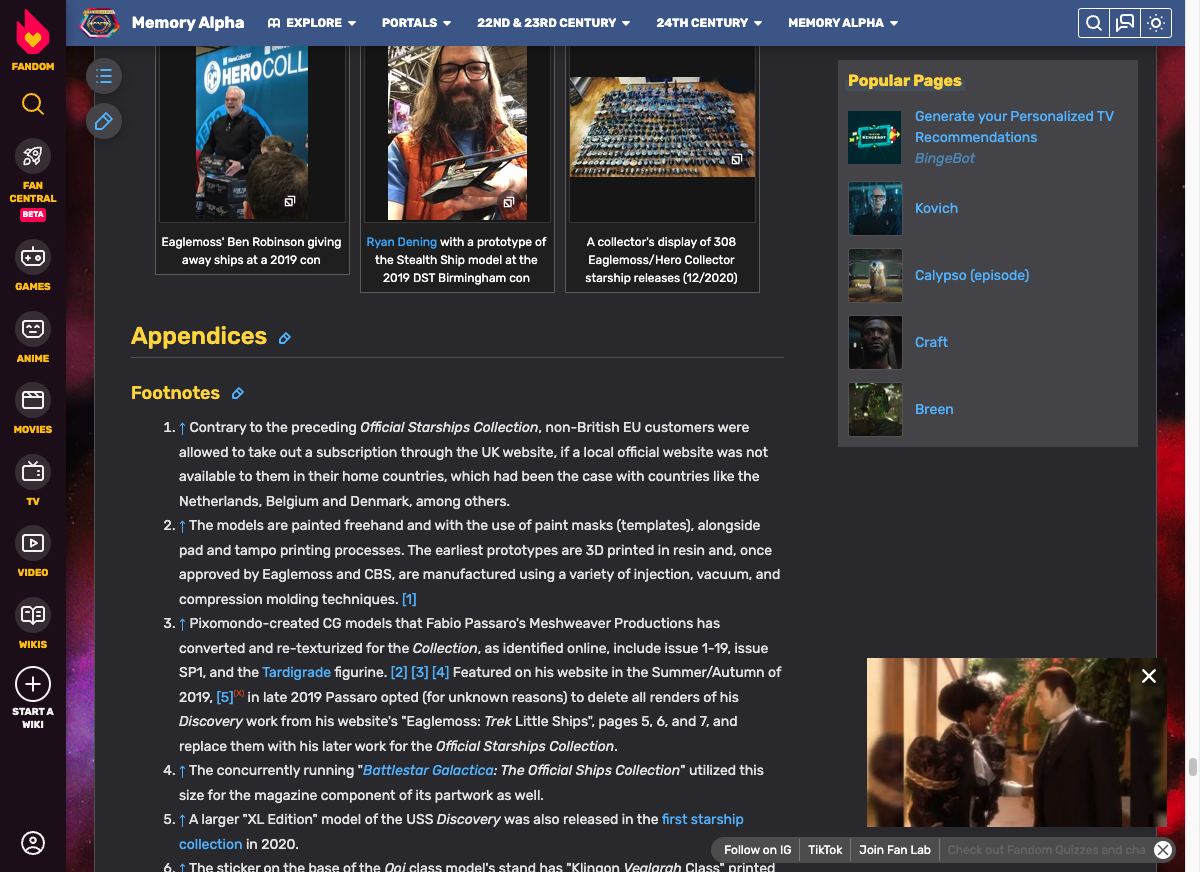 Memory Alpha
EXPLORE
PORTALS
22ND & 23RD CENTURY
24TH CENTURY
MEMORY ALPHA
FANDOM
FAN
CENTRAL
BETA
GAMES
ANIME
MOVIES
TV
VIDEO
WIKIS
START A
WIKI
HeroCollector
HEROCOLL
Eaglemoss' Ben Robinson giving
away ships at a 2019 con
Ryan Dening with a prototype of
the Stealth Ship model at the
2019 DST Birmingham con
A collector's display of 308
Eaglemoss/Hero Collector
starship releases (12/2020)
Appendices
Footnotes
1. ↑ Contrary to the preceding Official Starships Collection, non-British EU customers were
allowed to take out a subscription through the UK website, if a local official website was not
available to them in their home countries, which had been the case with countries like the
Netherlands, Belgium and Denmark, among others.
2. ↑ The models are painted freehand and with the use of paint masks (templates), alongside
pad and tampo printing processes. The earliest prototypes are 3D printed in resin and, once
approved by Eaglemoss and CBS, are manufactured using a variety of injection, vacuum, and
compression molding techniques. [1]
3. ↑ Pixomondo-created CG models that Fabio Passaro's Meshweaver Productions has
converted and re-texturized for the Collection, as identified online, include issue 1-19, issue
SP1, and the Tardigrade figurine. [2] [3] [4] Featured on his website in the Summer/Autumn of
2019, [5](X) in late 2019 Passaro opted (for unknown reasons) to delete all renders of his
Discovery work from his website's "Eaglemoss: Trek Little Ships", pages 5, 6, and 7, and
replace them with his later work for the Official Starships Collection.
4. ↑ The concurrently running "Battlestar Galactica: The Official Ships Collection" utilized this
size for the magazine component of its partwork as well.
5. ↑ A larger "XL Edition" model of the USS Discovery was also released in the first starship
collection in 2020.
6. ↑ The sticker on the base of the Qoj class model's stand has "Klingon Veqlargh Class" printed
Popular Pages
Generate your Personalized TV
Recommendations
BingeBot
Kovich
Calypso (episode)
Craft
Breen
Follow on IG
TikTok
Join Fan Lab
Check out Fandom Quizzes and cha